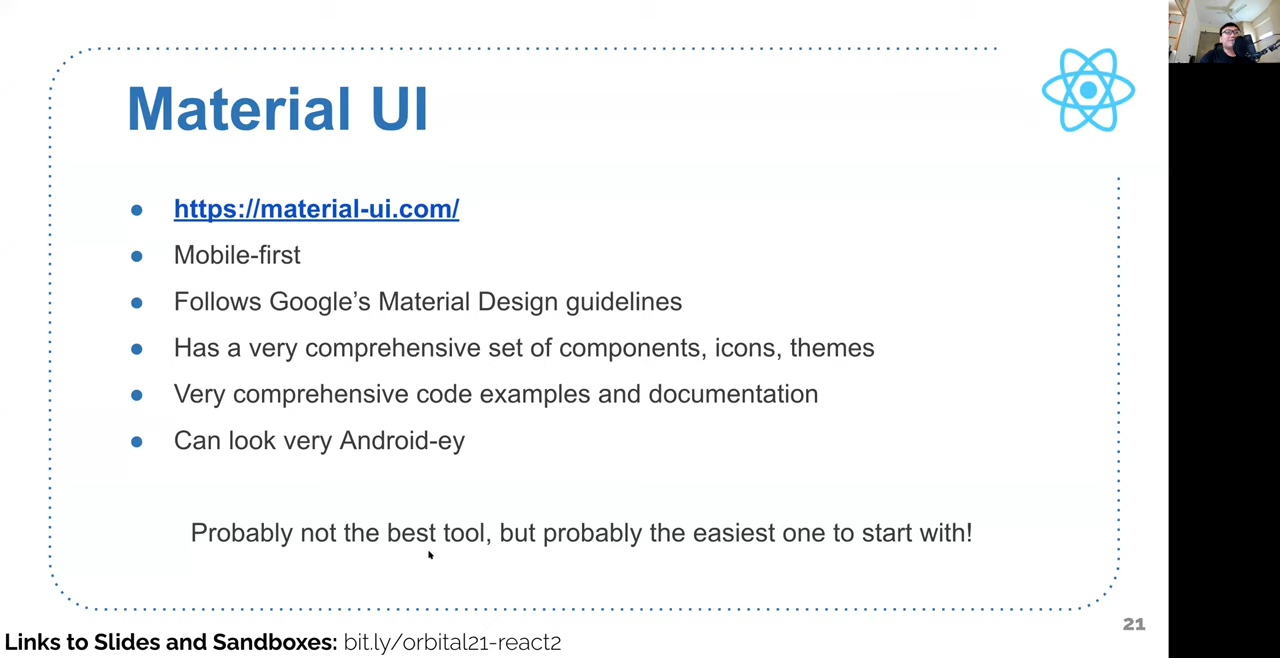 Material UI
https://material-ui.com/
Mobile-first
Follows Google’s Material Design guidelines
Has a very comprehensive set of components, icons, themes
Very comprehensive code examples and documentation
Can look very Android-ey
Probably not the best tool, but probably the easiest one to start with!
21
Links to Slides and Sandboxes: bit.ly/orbital21-react2